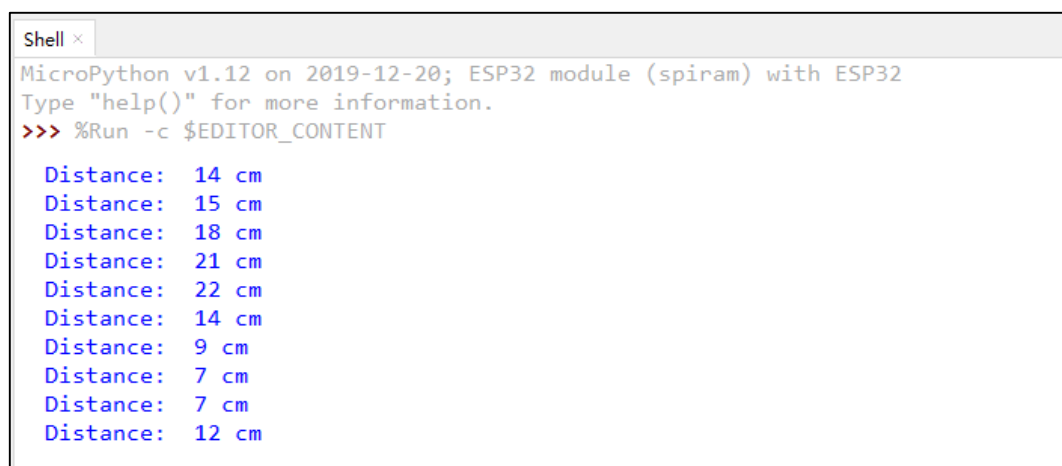 Shell ×
MicroPython v1.12 on 2019-12-20; ESP32 module (spiram) with ESP32
Type "help()" for more information.
>>> %Run -c $EDITOR_CONTENT
Distance:  14 cm
Distance:  15 cm
Distance:  18 cm
Distance:  21 cm
Distance:  22 cm
Distance:  14 cm
Distance:  9 cm
Distance:  7 cm
Distance:  7 cm
Distance:  12 cm